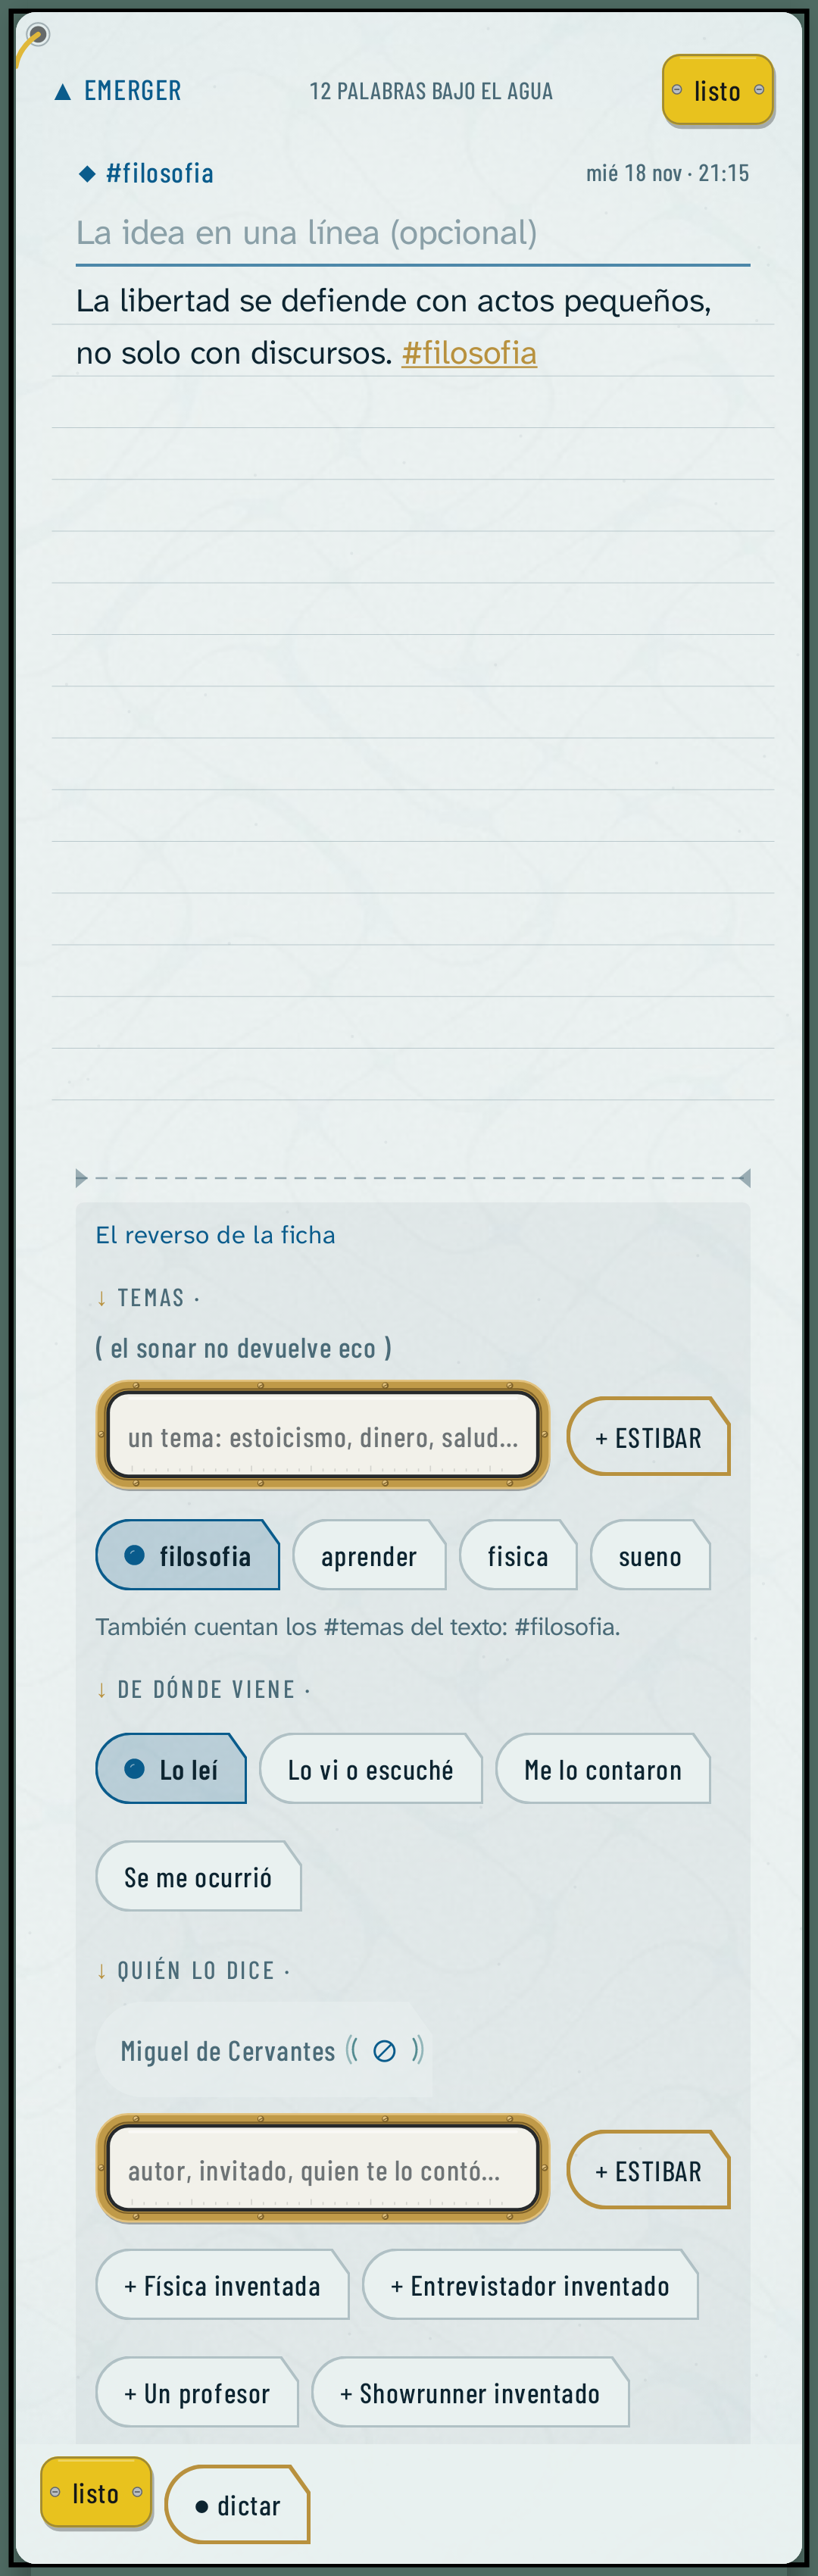 ▲ EMERGER
12 PALABRAS BAJO EL AGUA
listo
◆ #filosofia
mié 18 nov · 21:15
La idea en una línea (opcional)
La libertad se defiende con actos pequeños,
no solo con discursos. #filosofia
El reverso de la ficha
↓ TEMAS ·
( el sonar no devuelve eco )
un tema: estoicismo, dinero, salud...
+ ESTIBAR
filosofia
aprender
fisica
sueno
También cuentan los #temas del texto: #filosofia.
↓ DE DÓNDE VIENE ·
Lo leí
Lo vi o escuché
Me lo contaron
Se me ocurrió
↓ QUIÉN LO DICE ·
Miguel de Cervantes
autor, invitado, quien te lo contó...
+ ESTIBAR
+ Física inventada
+ Entrevistador inventado
+ Un profesor
+ Showrunner inventado
listo
● dictar